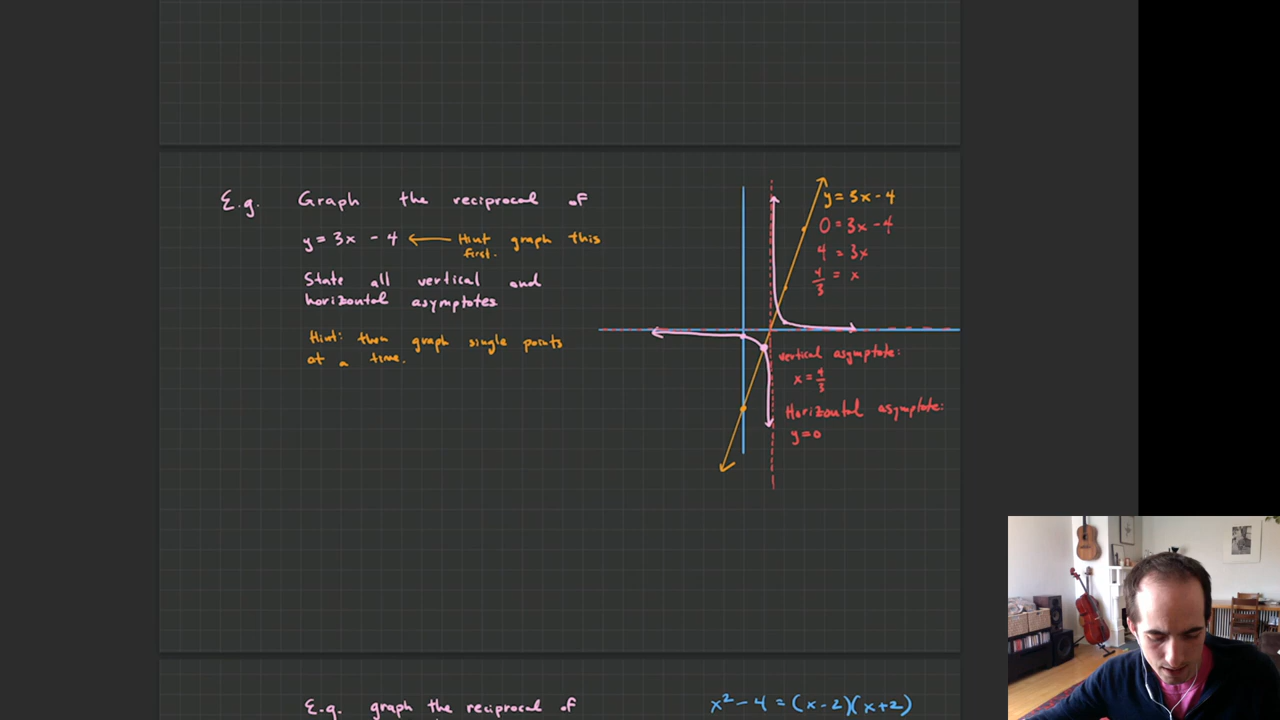 E.g. Graph the reciprocal of
y = 3x - 4 ← Hint graph this
first.
State all vertical and
horizontal asymptotes
Hint: then graph single points
at a time.
y = 3x - 4
0 = 3x - 4
4 = 3x
4/3 = x
vertical asymptote:
x = 4/3
Horizontal asymptote:
y = 0
E.g. graph the reciprocal of
x² - 4 = (x-2)(x+2)